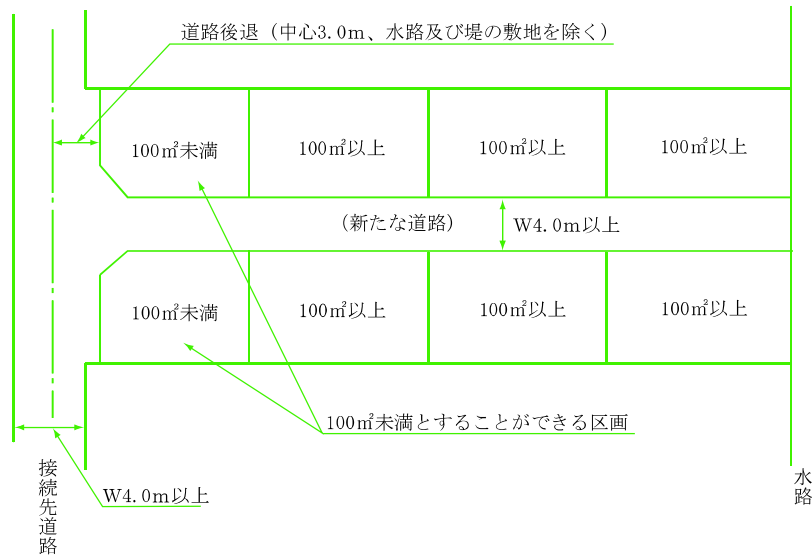 道路後退（中心3.0m、水路及び堤の敷地を除く）
100㎡未満
100㎡以上
100㎡以上
100㎡以上
（新たな道路）
W4.0m以上
100㎡未満
100㎡以上
100㎡以上
100㎡以上
100㎡未満とすることができる区画
接続先道路
W4.0m以上
水路